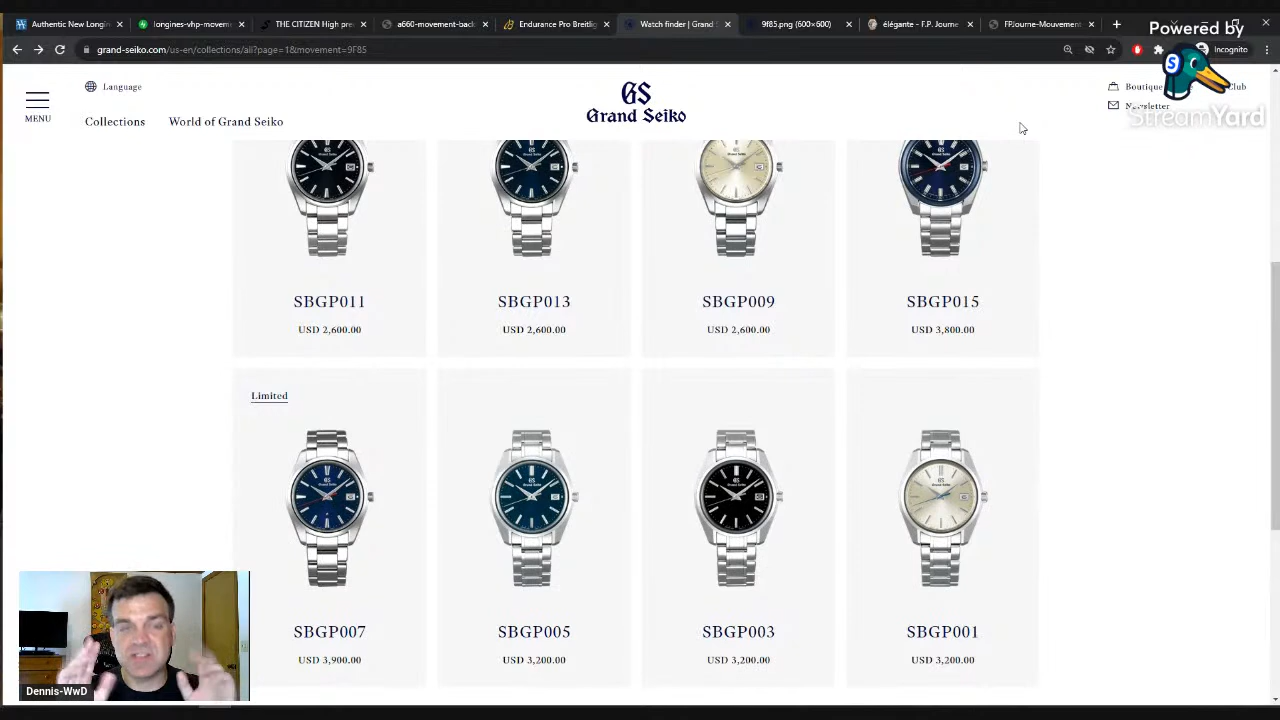 Authentic New Longin
longines-vhp-moveme
THE CITIZEN High prec
a660-movement-back
Endurance Pro Breitlin
Watch finder | Grand S
9f85.png (600×600)
élégante - F.P. Journe
FPJourne-Mouvement
Powered by
grand-seiko.com/us-en/collections/all?page=1&movement=9F85
Incognito
Language
GS
Grand Seiko
Boutique
Club
MENU
Newsletter
StreamYard
Collections
World of Grand Seiko
SBGP011
SBGP013
SBGP009
SBGP015
USD 2,600.00
USD 2,600.00
USD 2,600.00
USD 3,800.00
Limited
SBGP007
SBGP005
SBGP003
SBGP001
USD 3,900.00
USD 3,200.00
USD 3,200.00
USD 3,200.00
Dennis-WwD